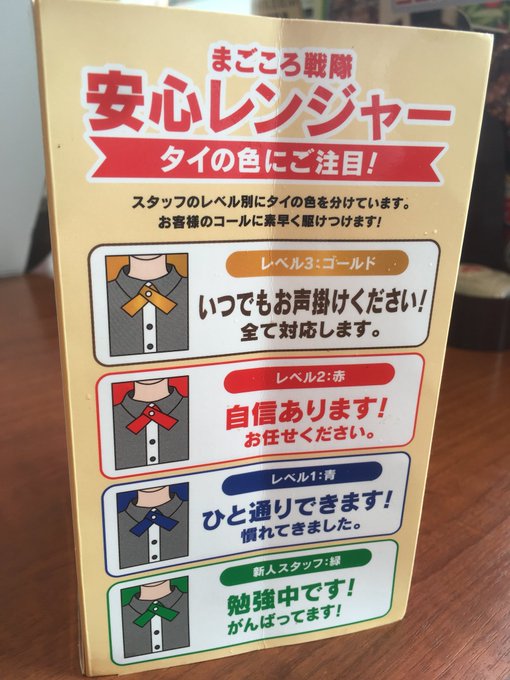 まごころ戦隊
安心レンジャー
タイの色にご注目!
スタッフのレベル別にタイの色を分けています。
お客様のコールに素早く駆けつけます!
レベル3:ゴールド
いつでもお声掛けください!
全て対応します。
レベル2:赤
自信あります!
お任せください。
レベル1:青
ひと通りできます!
慣れてきました。
新人スタッフ:緑
勉強中です!
がんばってます!